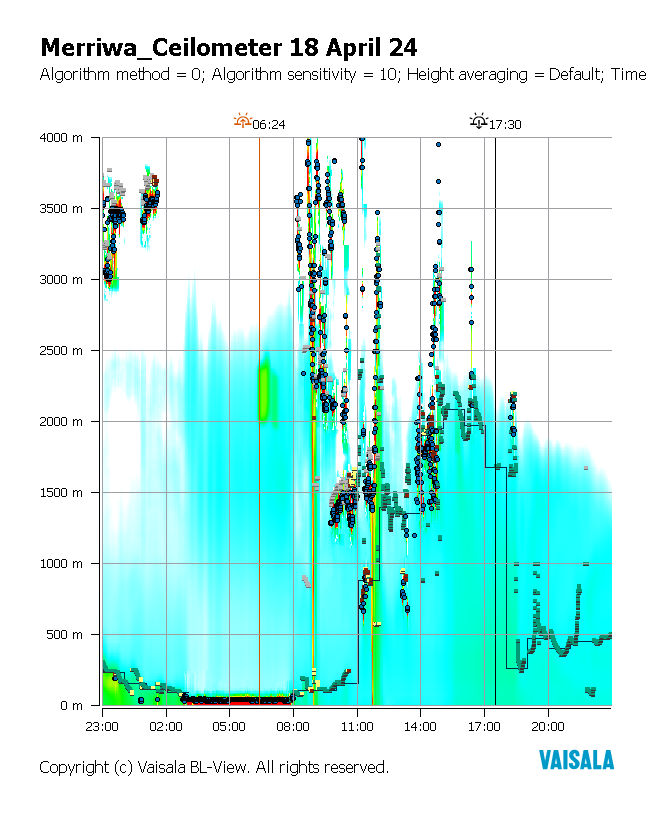 Merriwa_Ceilometer 18 April 24
Algorithm method = 0; Algorithm sensitivity = 10; Height averaging = Default; Time
06:24
17:30
4000 m
3500 m
3000 m
2500 m
2000 m
1500 m
1000 m
500 m
0 m
23:00 02:00 05:00 08:00 11:00 14:00 17:00 20:00
Copyright (c) Vaisala BL-View. All rights reserved.
VAISALA